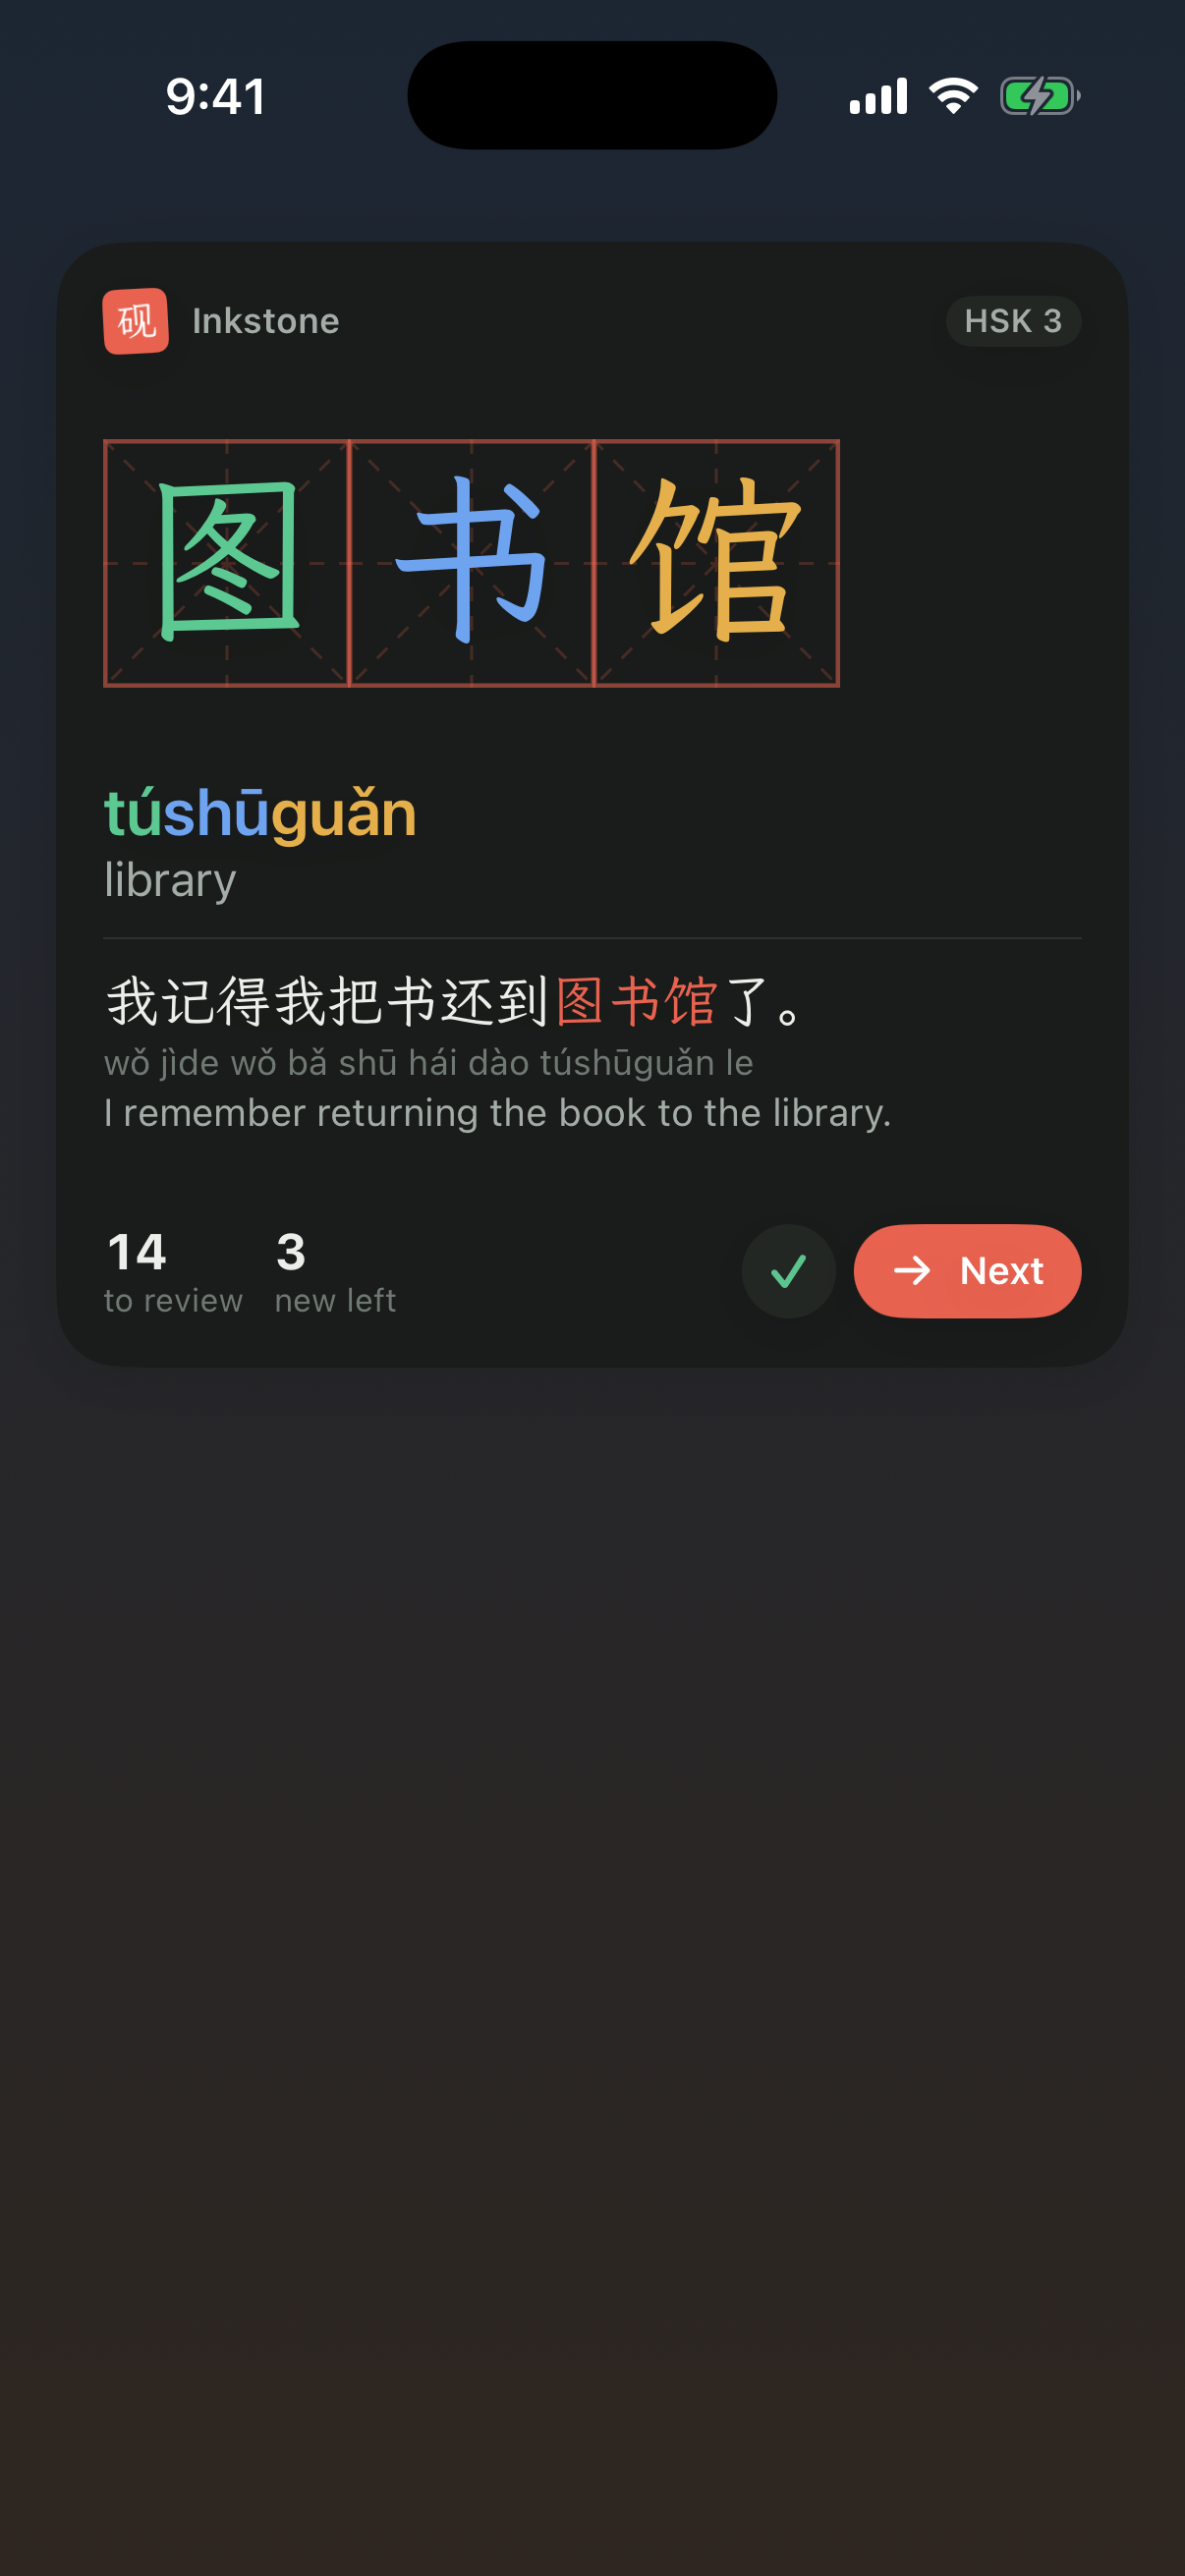 9:41
砚 Inkstone
HSK 3
图书馆
túshūguǎn
library
我记得我把书还到图书馆了。
wǒ jìde wǒ bǎ shū hái dào túshūguǎn le
I remember returning the book to the library.
14 to review
3 new left
Next